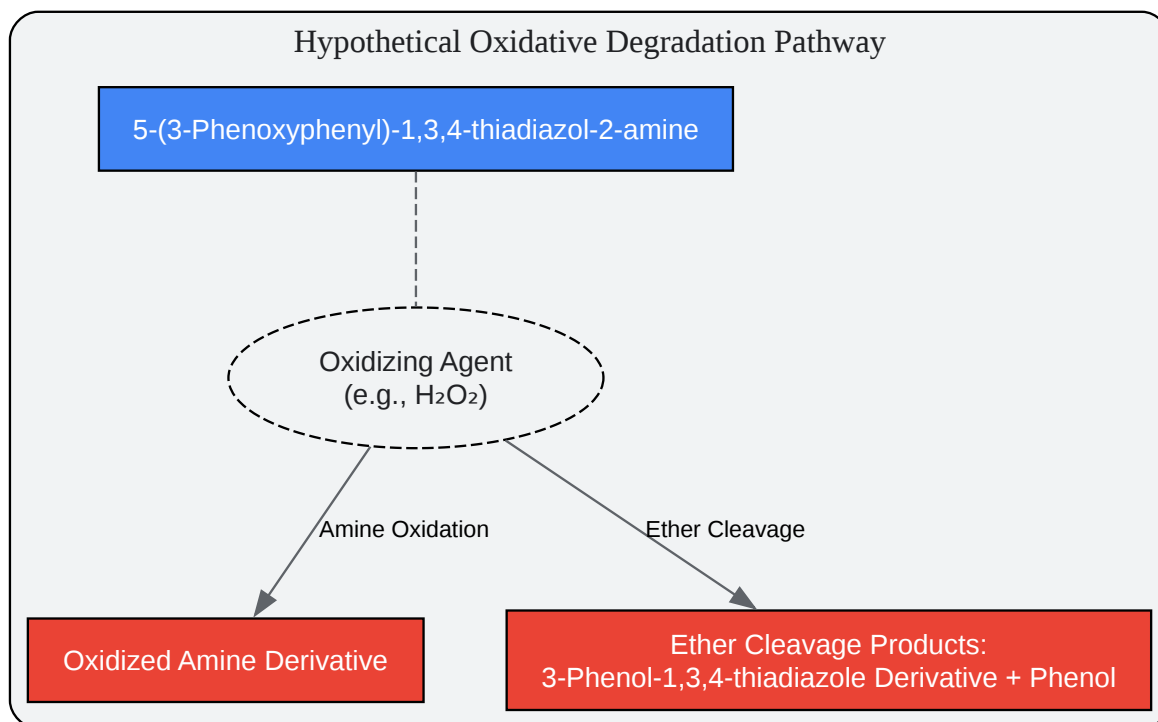 Hypothetical Oxidative Degradation Pathway
5-(3-Phenoxyphenyl)-1,3,4-thiadiazol-2-amine
Oxidizing Agent
(e.g., H₂O₂)
Amine Oxidation
Ether Cleavage
Oxidized Amine Derivative
Ether Cleavage Products:
3-Phenol-1,3,4-thiadiazole Derivative + Phenol